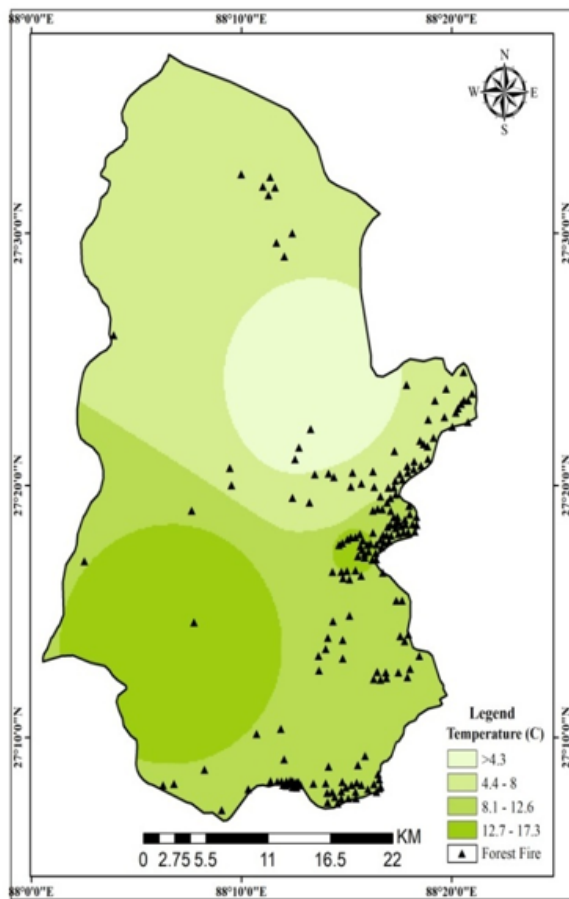 88°0'0"E 88°10'0"E 88°20'0"E
N
W E
S
27°30'0"N 27°30'0"N
27°20'0"N 27°20'0"N
27°10'0"N 27°10'0"N
Legend
Temperature (C)
>4.3
4.4 - 8
8.1 - 12.6
12.7 - 17.3
Forest Fire
KM
0 2.75 5.5 11 16.5 22
88°0'0"E 88°10'0"E 88°20'0"E